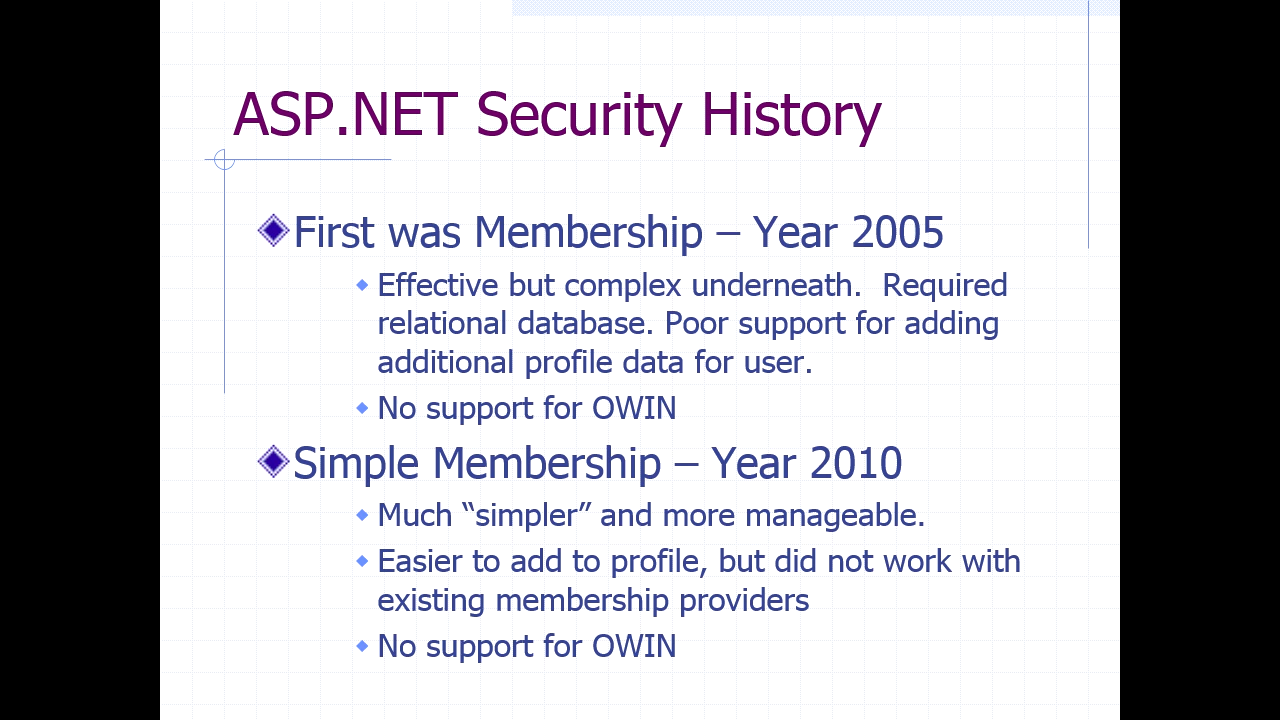 ASP.NET Security History
First was Membership – Year 2005
Effective but complex underneath.  Required
relational database. Poor support for adding
additional profile data for user.
No support for OWIN
Simple Membership – Year 2010
Much “simpler” and more manageable.
Easier to add to profile, but did not work with
existing membership providers
No support for OWIN